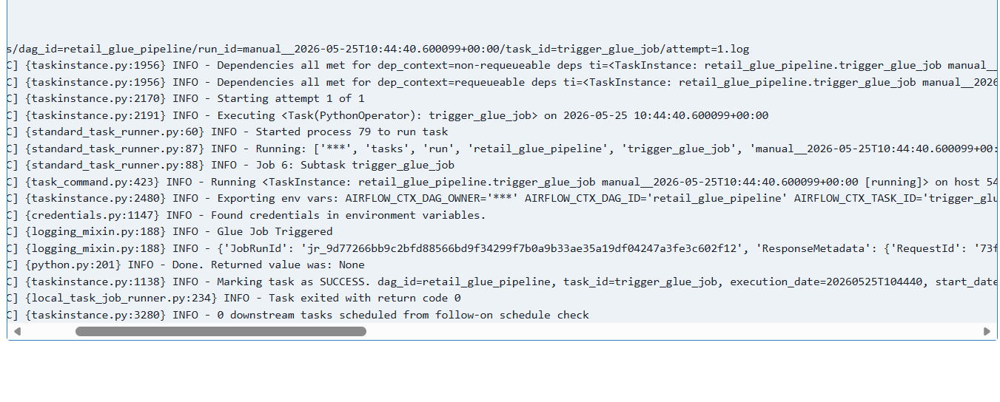 s/dag_id=retail_glue_pipeline/run_id=manual__2026-05-25T10:44:40.600099+00:00/task_id=trigger_glue_job/attempt=1.log
C] {taskinstance.py:1956} INFO - Dependencies all met for dep_context=non-requeueable deps ti=<TaskInstance: retail_glue_pipeline.trigger_glue_job manual__
C] {taskinstance.py:1956} INFO - Dependencies all met for dep_context=requeueable deps ti=<TaskInstance: retail_glue_pipeline.trigger_glue_job manual__2026
C] {taskinstance.py:2170} INFO - Starting attempt 1 of 1
C] {taskinstance.py:2191} INFO - Executing <Task(PythonOperator): trigger_glue_job> on 2026-05-25 10:44:40.600099+00:00
C] {standard_task_runner.py:60} INFO - Started process 79 to run task
C] {standard_task_runner.py:87} INFO - Running: ['***', 'tasks', 'run', 'retail_glue_pipeline', 'trigger_glue_job', 'manual__2026-05-25T10:44:40.600099+00:
C] {standard_task_runner.py:88} INFO - Job 6: Subtask trigger_glue_job
C] {task_command.py:423} INFO - Running <TaskInstance: retail_glue_pipeline.trigger_glue_job manual__2026-05-25T10:44:40.600099+00:00 [running]> on host 54
C] {taskinstance.py:2480} INFO - Exporting env vars: AIRFLOW_CTX_DAG_OWNER='***' AIRFLOW_CTX_DAG_ID='retail_glue_pipeline' AIRFLOW_CTX_TASK_ID='trigger_glu
C] {credentials.py:1147} INFO - Found credentials in environment variables.
C] {logging_mixin.py:188} INFO - Glue Job Triggered
C] {logging_mixin.py:188} INFO - {'JobRunId': 'jr_9d77266bb9c2bfd88566bd9f34299f7b0a9b33ae35a19df04247a3fe3c602f12', 'ResponseMetadata': {'RequestId': '73f
C] {python.py:201} INFO - Done. Returned value was: None
C] {taskinstance.py:1138} INFO - Marking task as SUCCESS. dag_id=retail_glue_pipeline, task_id=trigger_glue_job, execution_date=20260525T104440, start_date
C] {local_task_job_runner.py:234} INFO - Task exited with return code 0
C] {taskinstance.py:3280} INFO - 0 downstream tasks scheduled from follow-on schedule check